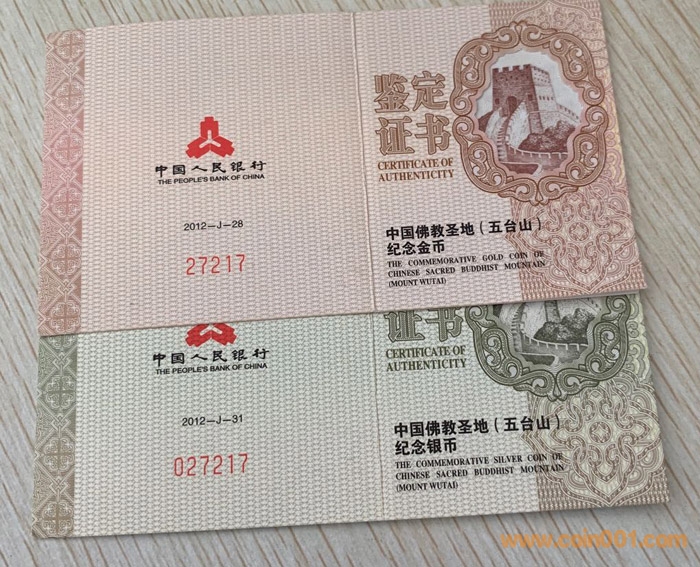 鉴定
证书
CERTIFICATE OF
AUTHENTICITY
中国人民银行
THE PEOPLE'S BANK OF CHINA
2012-J-28
27217
中国佛教圣地（五台山）
纪念金币
THE COMMEMORATIVE GOLD COIN OF
CHINESE SACRED BUDDHIST MOUNTAIN
(MOUNT WUTAI)
证书
CERTIFICATE OF
AUTHENTICITY
中国人民银行
THE PEOPLE'S BANK OF CHINA
2012-J-31
027217
中国佛教圣地（五台山）
纪念银币
THE COMMEMORATIVE SILVER COIN OF
CHINESE SACRED BUDDHIST MOUNTAIN
(MOUNT WUTAI)
www.coin001.com